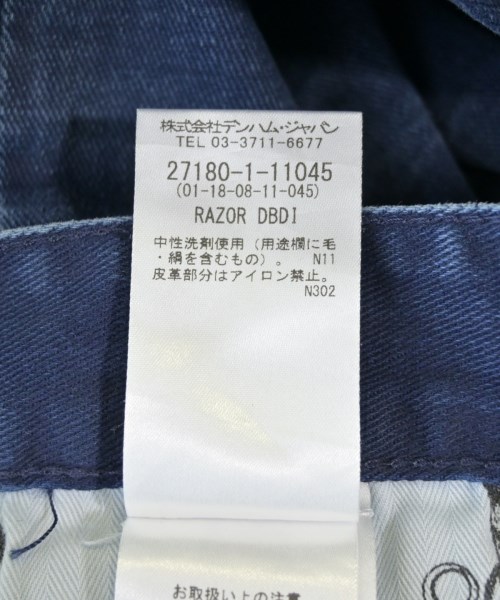 株式会社デンハム・ジャパン
TEL 03-3711-6677
27180-1-11045
(01-18-08-11-045)
RAZOR DBDI
中性洗剤使用(用途欄に毛
・絹を含むもの)。 N11
皮革部分はアイロン禁止。
N302
お取扱い上の注意